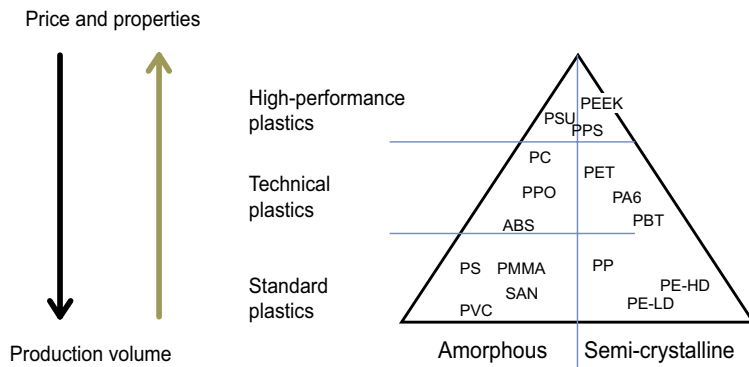 Price and properties
High-performance
plastics
PEEK
PSU
PPS
Technical
plastics
PC
PET
PPO
PA6
ABS
PBT
Standard
plastics
PS
PMMA
PP
SAN
PE-HD
PE-LD
PVC
Production volume
Amorphous
Semi-crystalline